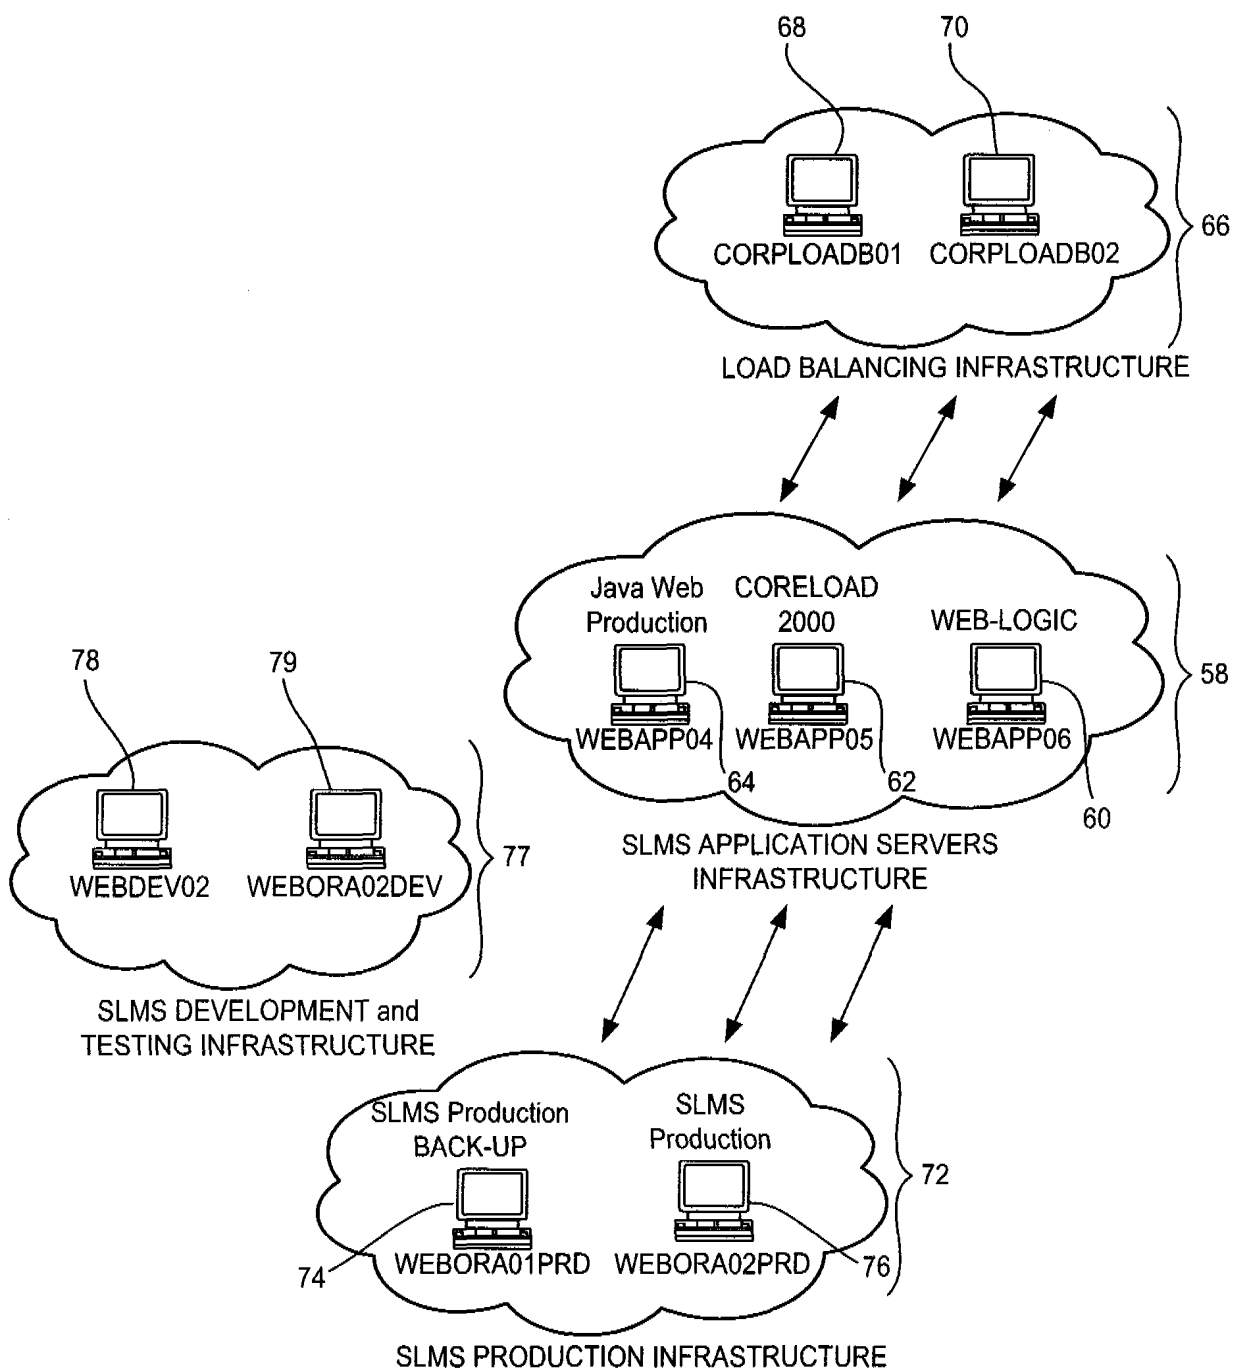 68
70
CORPLOADB01
CORPLOADB02
66
LOAD BALANCING INFRASTRUCTURE
Java Web
Production
CORELOAD
2000
WEB-LOGIC
58
WEBAPP04
WEBAPP05
WEBAPP06
64
62
60
SLMS APPLICATION SERVERS
INFRASTRUCTURE
78
79
WEBDEV02
WEBORA02DEV
77
SLMS DEVELOPMENT and
TESTING INFRASTRUCTURE
SLMS Production
BACK-UP
SLMS
Production
72
74
WEBORA01PRD
WEBORA02PRD
76
SLMS PRODUCTION INFRASTRUCTURE